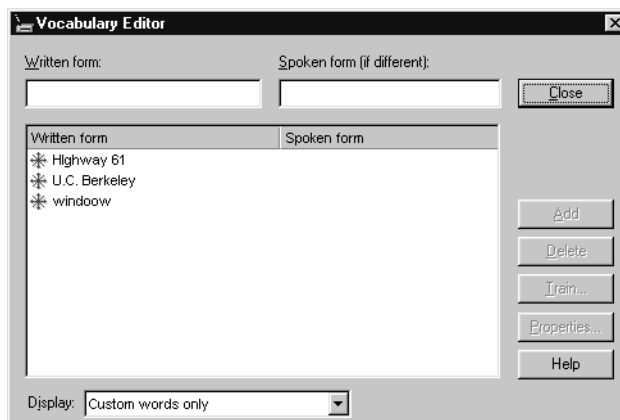 Vocabulary Editor
Written form:
Spoken form (if different):
Close
Written form
Spoken form
HIghway 61
U.C. Berkeley
windoow
Add
Delete
Train...
Properties...
Help
Display:
Custom words only